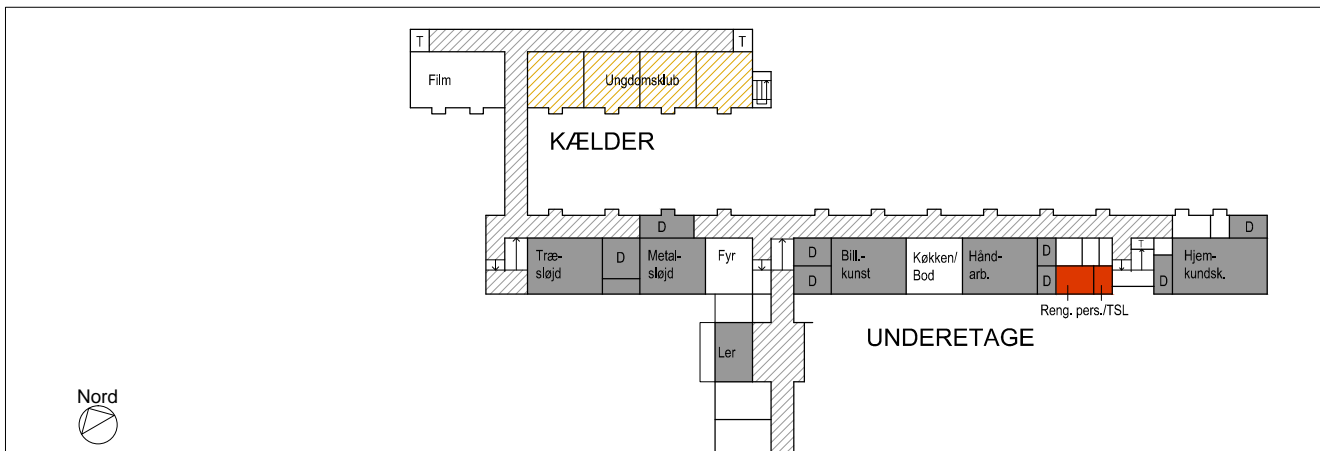 T
T
Film
Ungdomsklub
KÆLDER
D
D
Træ-
sløjd
D
Metal-
sløjd
Fyr
D
D
Bill.-
kunst
Køkken/
Bod
Hånd-
arb.
D
D
T
D
Hjem-
kundsk.
Reng. pers./TSL
UNDERETAGE
Ler
Nord